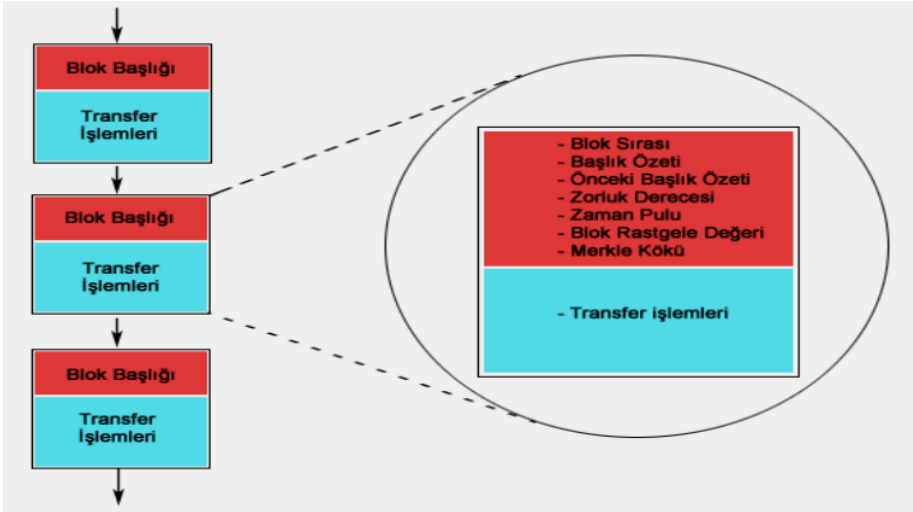 Blok Başlığı
Transfer
İşlemleri
Blok Başlığı
Transfer
İşlemleri
Blok Başlığı
Transfer
İşlemleri
- Blok Sırası
- Başlık Özeti
- Önceki Başlık Özeti
- Zorluk Derecesi
- Zaman Pulu
- Blok Rastgele Değeri
- Merkle Kökü
- Transfer işlemleri